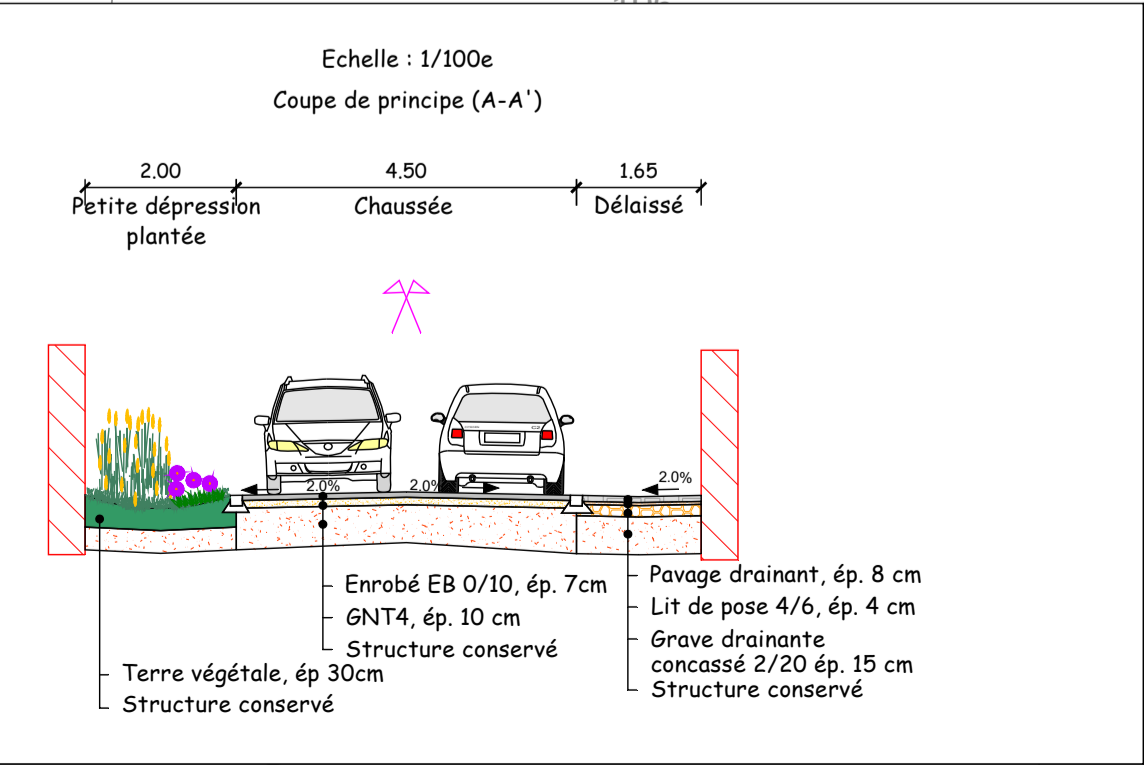 Echelle : 1/100e
Coupe de principe (A-A')
2.00
4.50
1.65
Petite dépression
plantée
Chaussée
Délaissé
2.0%
2.0%
2.0%
Enrobé EB 0/10, ép. 7cm
GNT4, ép. 10 cm
Structure conservé
Pavage drainant, ép. 8 cm
Lit de pose 4/6, ép. 4 cm
Grave drainante
concassé 2/20 ép. 15 cm
Structure conservé
Terre végétale, ép 30cm
Structure conservé